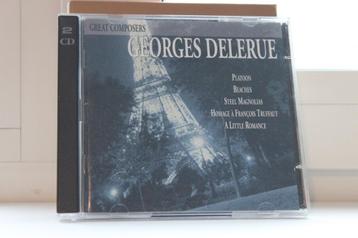 2
CD
GREAT COMPOSERS
GEORGES DELERUE
PLATOON
BEACHES
STEEL MAGNOLIAS
HOMAGE À FRANÇOIS TRUFFAUT
A LITTLE ROMANCE